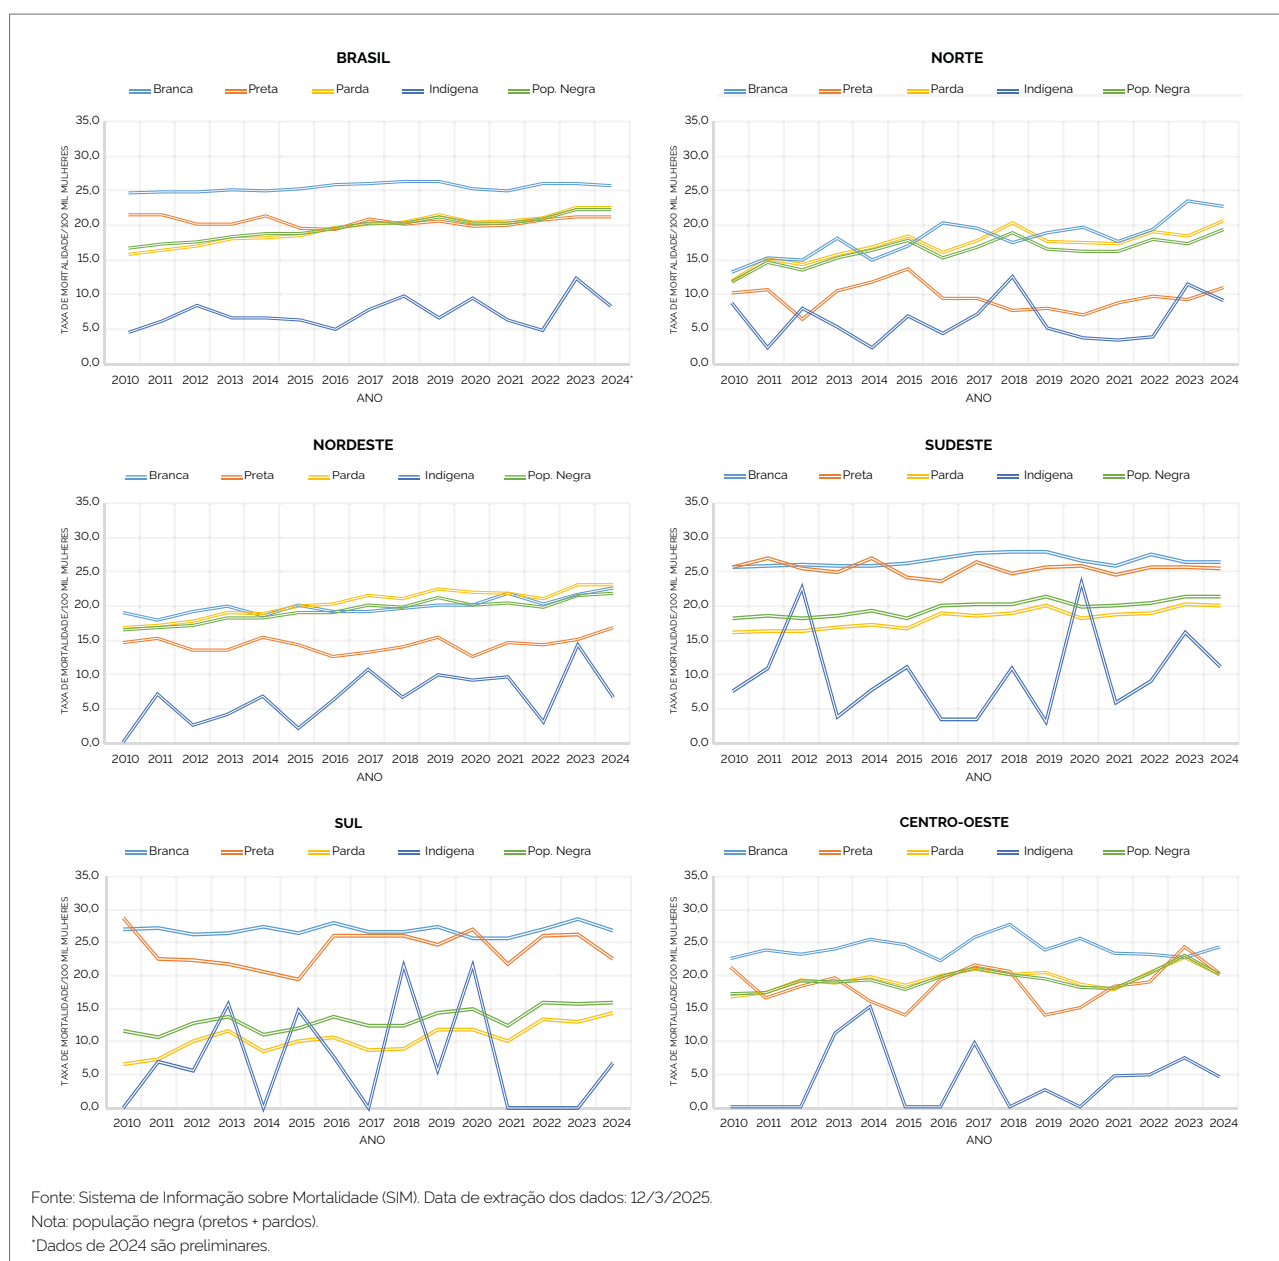 BRASIL
Branca Preta Parda Indígena Pop. Negra
TAXA DE MORTALIDADE/100 MIL MULHERES
35,0
30,0
25,0
20,0
15,0
10,0
5,0
0,0
2010 2011 2012 2013 2014 2015 2016 2017 2018 2019 2020 2021 2022 2023 2024*
ANO
NORTE
Branca Preta Parda Indígena Pop. Negra
TAXA DE MORTALIDADE/100 MIL MULHERES
35,0
30,0
25,0
20,0
15,0
10,0
5,0
0,0
2010 2011 2012 2013 2014 2015 2016 2017 2018 2019 2020 2021 2022 2023 2024
ANO
NORDESTE
Branca Preta Parda Indígena Pop. Negra
TAXA DE MORTALIDADE/100 MIL MULHERES
35,0
30,0
25,0
20,0
15,0
10,0
5,0
0,0
2010 2011 2012 2013 2014 2015 2016 2017 2018 2019 2020 2021 2022 2023 2024
ANO
SUDESTE
Branca Preta Parda Indígena Pop. Negra
TAXA DE MORTALIDADE/100 MIL MULHERES
35,0
30,0
25,0
20,0
15,0
10,0
5,0
0,0
2010 2011 2012 2013 2014 2015 2016 2017 2018 2019 2020 2021 2022 2023 2024
ANO
SUL
Branca Preta Parda Indígena Pop. Negra
TAXA DE MORTALIDADE/100 MIL MULHERES
35,0
30,0
25,0
20,0
15,0
10,0
5,0
0,0
2010 2011 2012 2013 2014 2015 2016 2017 2018 2019 2020 2021 2022 2023 2024
ANO
CENTRO-OESTE
Branca Preta Parda Indígena Pop. Negra
TAXA DE MORTALIDADE/100 MIL MULHERES
35,0
30,0
25,0
20,0
15,0
10,0
5,0
0,0
2010 2011 2012 2013 2014 2015 2016 2017 2018 2019 2020 2021 2022 2023 2024
ANO
Fonte: Sistema de Informação sobre Mortalidade (SIM). Data de extração dos dados: 12/3/2025.
Nota: população negra (pretos + pardos).
*Dados de 2024 são preliminares.